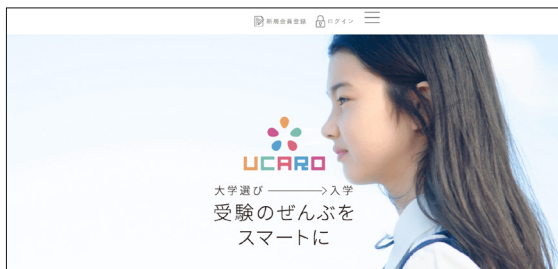 新規会員登録 ログイン
UCARO
大学選び → 入学
受験のぜんぶを
スマートに